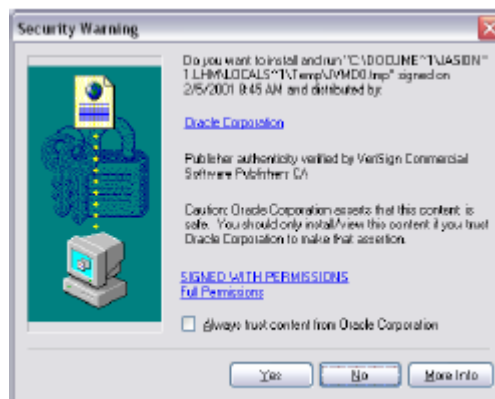 Security Warning
Do you want to install and run "C:\DOCUME~1\JASON~
1.LHM\LOCALS~1\Temp\JVMD0.tmp" signed on
2/5/2001 9:45 AM and distributed by:
Oracle Corporation
Publisher authenticity verified by VeriSign Commercial
Software Publishers CA
Caution: Oracle Corporation asserts that this content is
safe. You should only install/view this content if you trust
Oracle Corporation to make that assertion.
SIGNED WITH PERMISSIONS
Full Permissions
Always trust content from Oracle Corporation
Yes
No
More Info